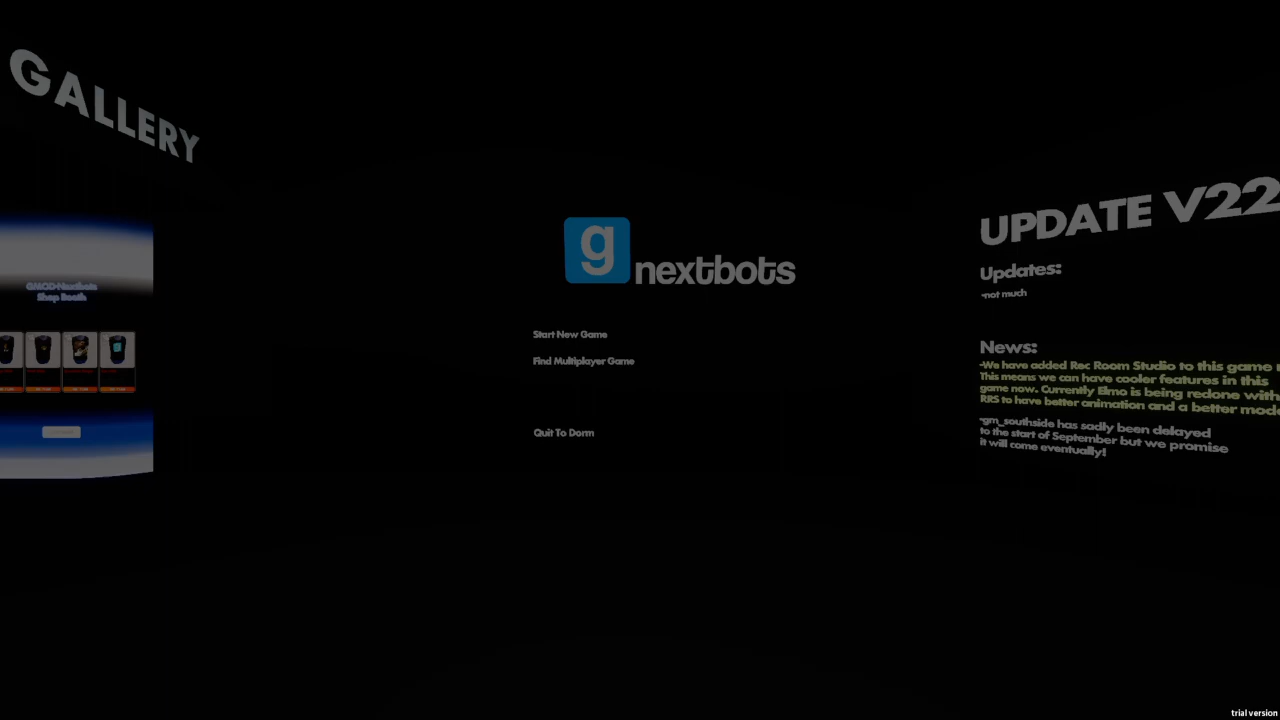 GALLERY
GMOD-Nextbots
Shop Booth
g nextbots
Start New Game
Find Multiplayer Game
Quit To Dorm
UPDATE V22
Updates:
-not much
News:
-We have added Rec Room Studio to this game
This means we can have cooler features in this
game now. Currently Elmo is being redone with
RRS to have better animation and a better
-gm_southside has sadly been delayed
to the start of September but we promise
it will come eventually!
trial version